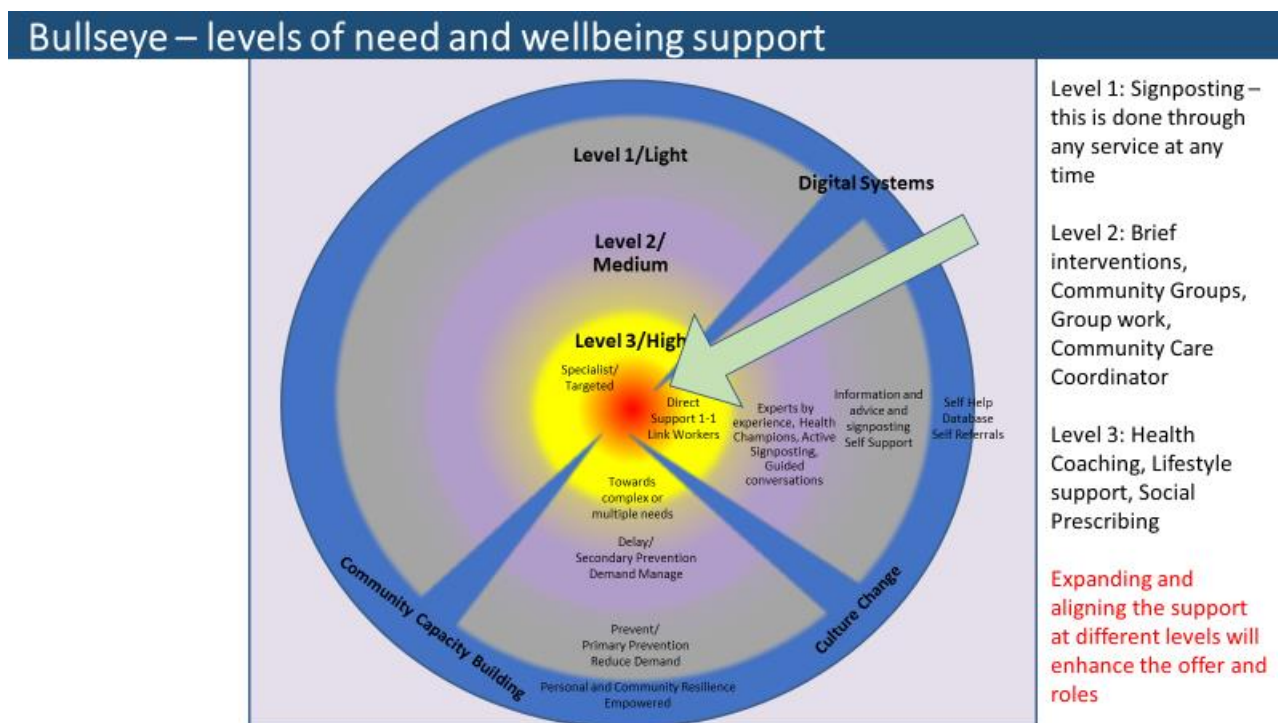 Bullseye – levels of need and wellbeing support
Level 1/Light
Digital Systems
Level 2/
Medium
Level 3/High
Specialist/
Targeted
Direct
Support 1-1
Link Workers
Experts by
experience, Health
Champions, Active
Signposting,
Guided
conversations
Information and
advice and
signposting
Self Support
Self Help
Database
Self Referrals
Towards
complex or
multiple needs
Delay/
Secondary Prevention
Demand Manage
Prevent/
Primary Prevention
Reduce Demand
Personal and Community Resilience
Empowered
Community Capacity Building
Culture Change
Level 1: Signposting –
this is done through
any service at any
time
Level 2: Brief
interventions,
Community Groups,
Group work,
Community Care
Coordinator
Level 3: Health
Coaching, Lifestyle
support, Social
Prescribing
Expanding and
aligning the support
at different levels will
enhance the offer and
roles